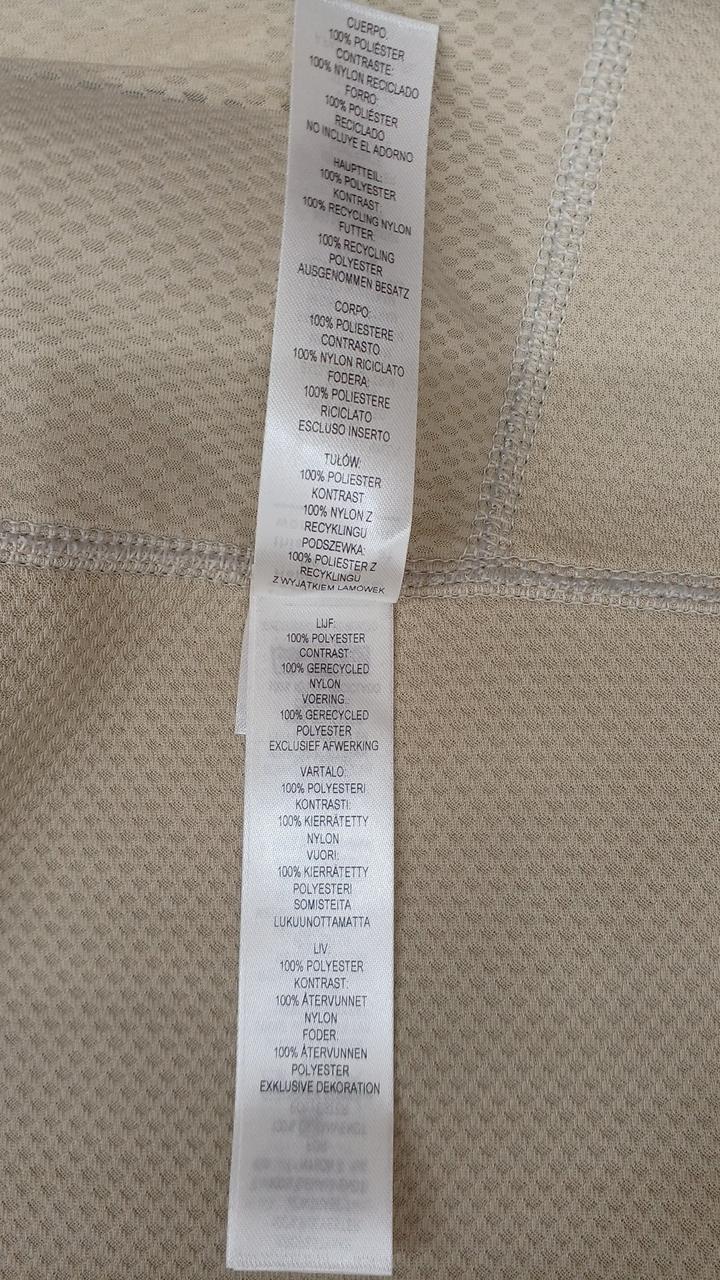 CUERPO:
100% POLIÉSTER
CONTRASTE:
100% NYLON RECICLADO
FORRO:
100% POLIÉSTER
RECICLADO
NO INCLUYE EL ADORNO
HAUPTTEIL:
100% POLYESTER
KONTRAST:
100% RECYCLING NYLON
FUTTER:
100% RECYCLING
POLYESTER
AUSGENOMMEN BESATZ
CORPO:
100% POLIESTERE
CONTRASTO
100% NYLON RICICLATO
FODERA:
100% POLIESTERE
RICICLATO
ESCLUSO INSERTO
TUŁÓW:
100% POLIESTER
KONTRAST
100% NYLON Z
RECYKLINGU
PODSZEWKA:
100% POLIESTER Z
RECYKLINGU
Z WYJĄTKIEM LAMÓWEK
LIJF:
100% POLYESTER
CONTRAST:
100% GERECYCLED
NYLON
VOERING:
100% GERECYCLED
POLYESTER
EXCLUSIEF AFWERKING
VARTALO:
100% POLYESTERI
KONTRASTI:
100% KIERRÄTETTY
NYLON
VUORI:
100% KIERRÄTETTY
POLYESTERI
SOMISTEITA
LUKUUNOTTAMATTA
LIV:
100% POLYESTER
KONTRAST:
100% ÅTERVUNNET
NYLON
FODER:
100% ÅTERVUNNEN
POLYESTER
EXKLUSIVE DEKORATION